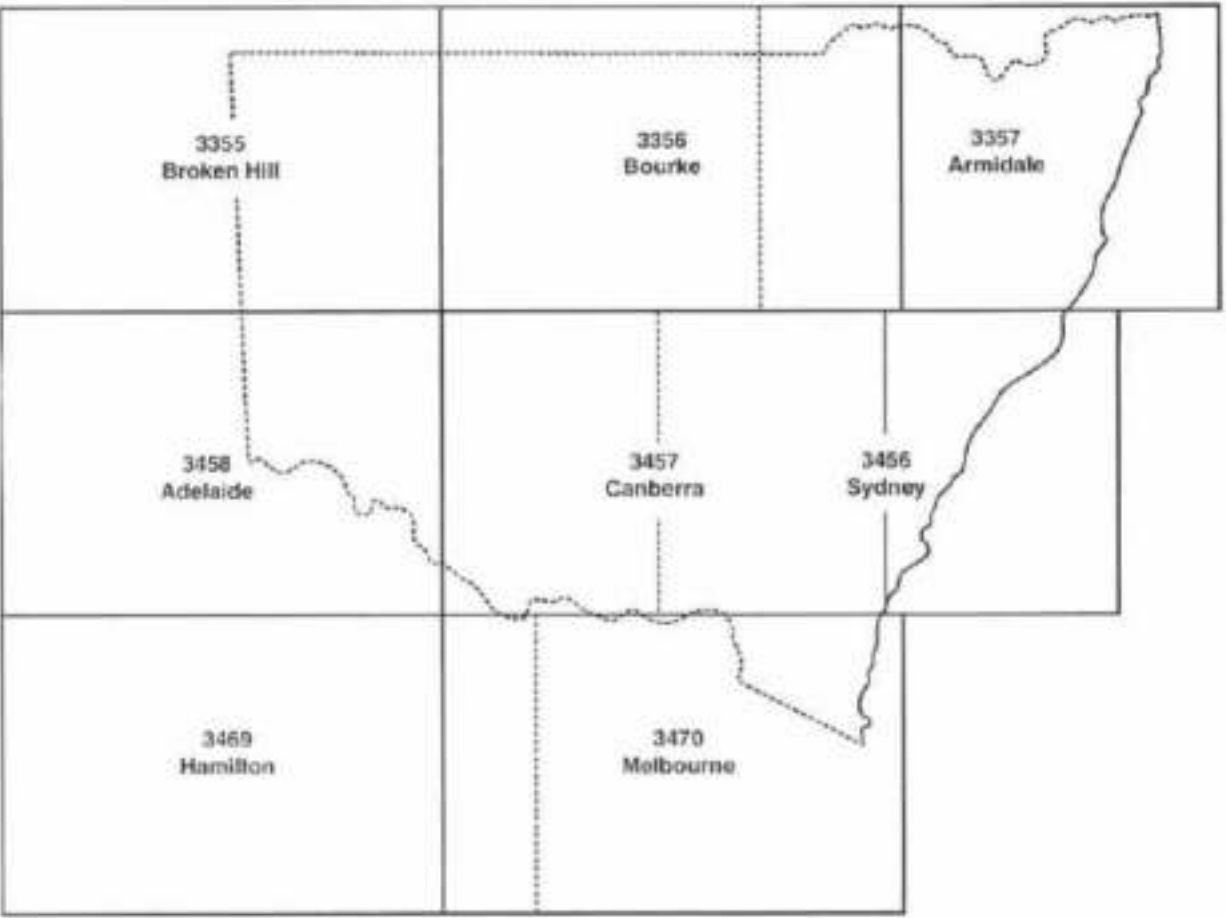 3355
Broken Hill
3356
Bourke
3357
Armidale
3458
Adelaide
3457
Canberra
3456
Sydney
3469
Hamilton
3470
Melbourne